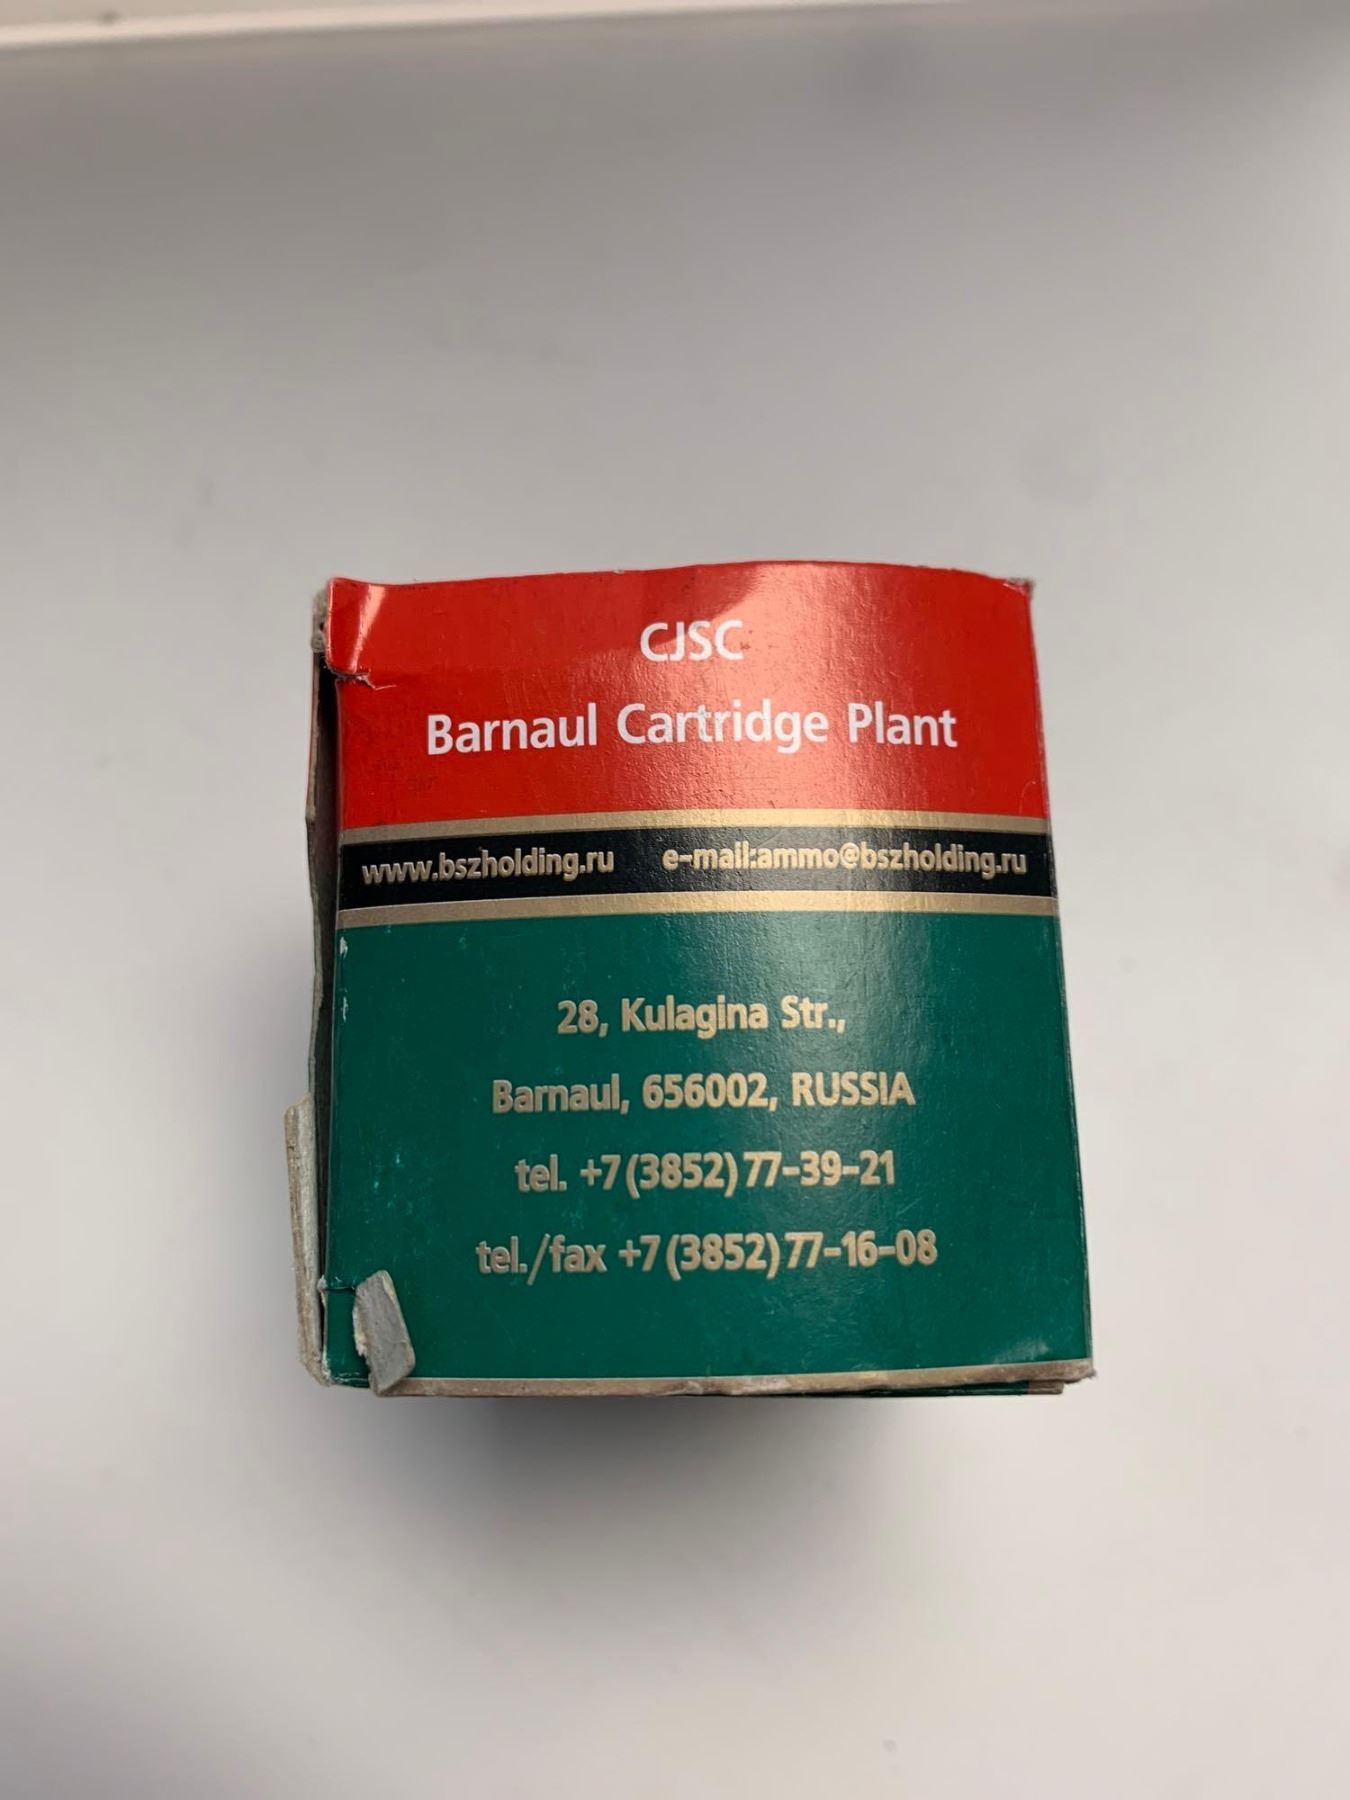 CJSC
Barnaul Cartridge Plant
www.bszholding.ru e-mail:ammo@bszholding.ru
28, Kulagina Str.,
Barnaul, 656002, RUSSIA
tel. +7(3852)77-39-21
tel./fax +7(3852)77-16-08